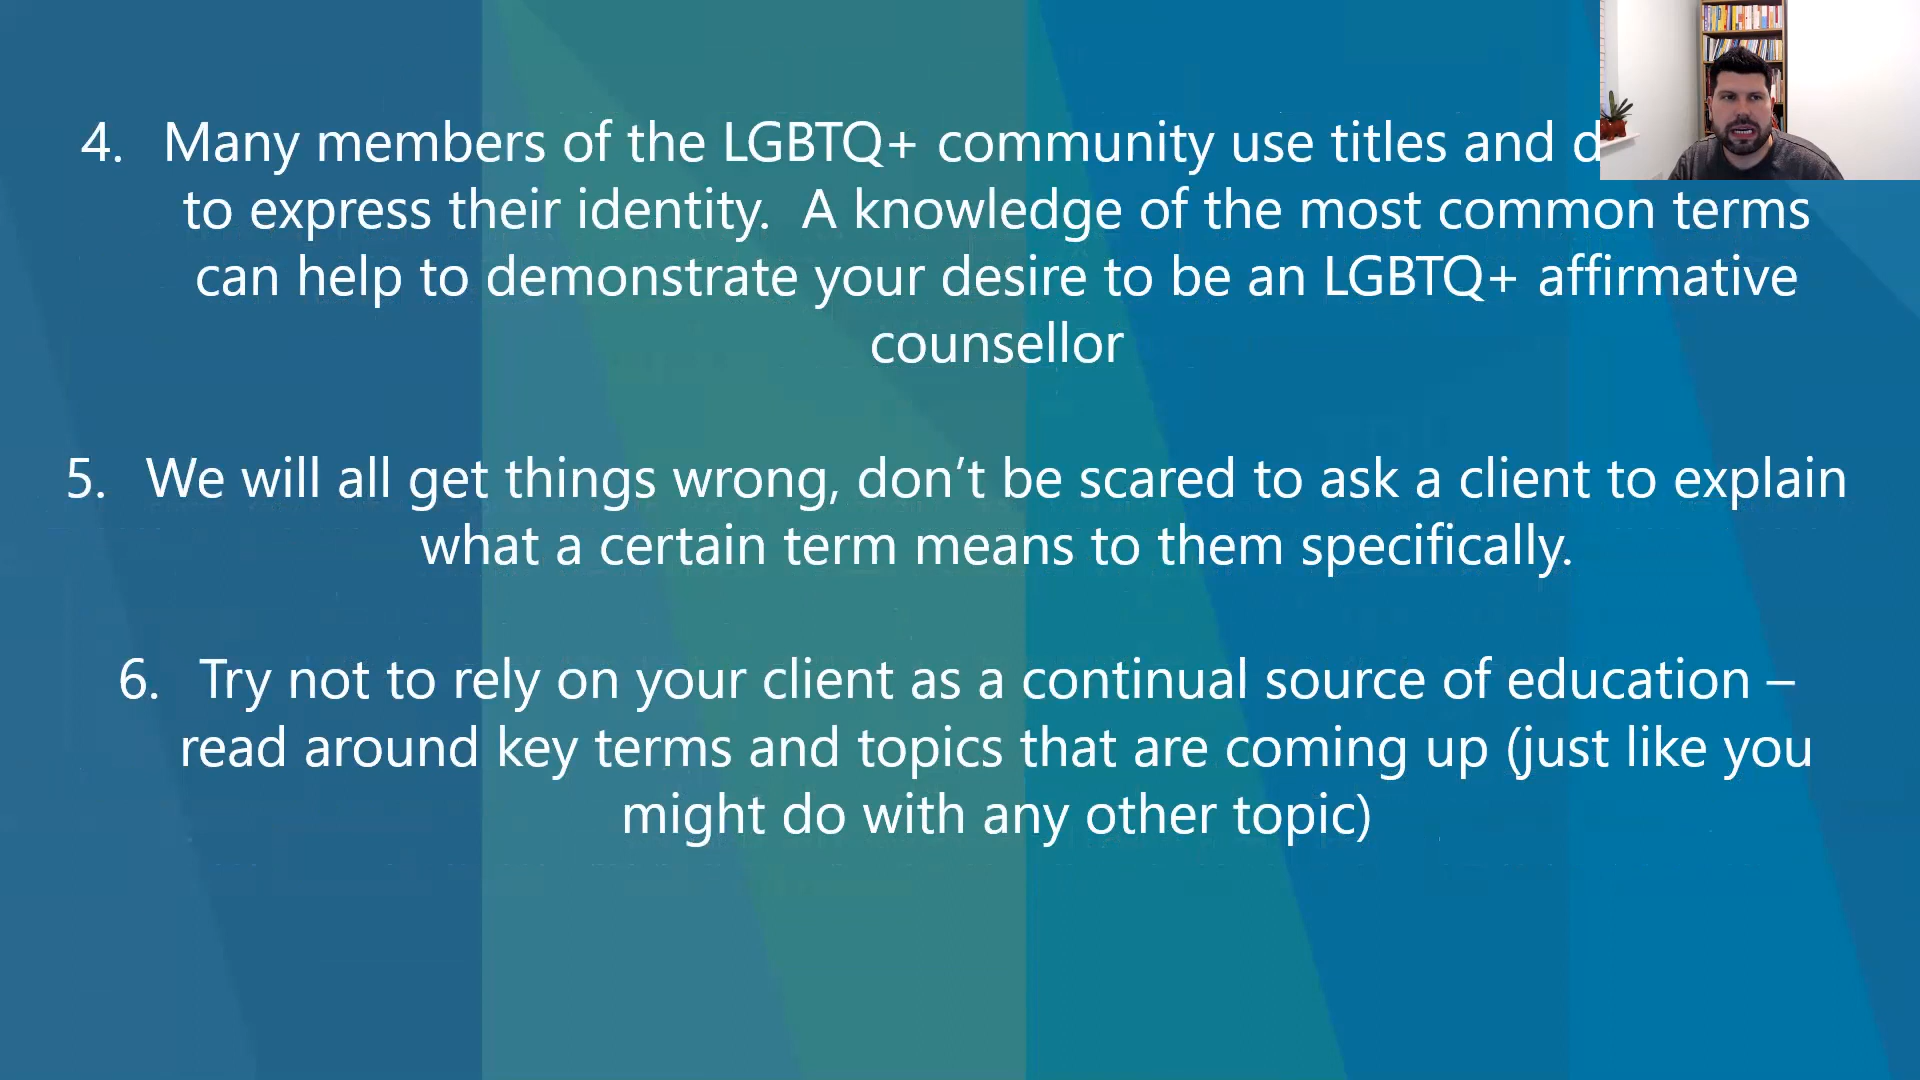 4. Many members of the LGBTQ+ community use titles and
to express their identity. A knowledge of the most common terms
can help to demonstrate your desire to be an LGBTQ+ affirmative
counsellor
5. We will all get things wrong, don’t be scared to ask a client to explain
what a certain term means to them specifically.
6. Try not to rely on your client as a continual source of education –
read around key terms and topics that are coming up (just like you
might do with any other topic)